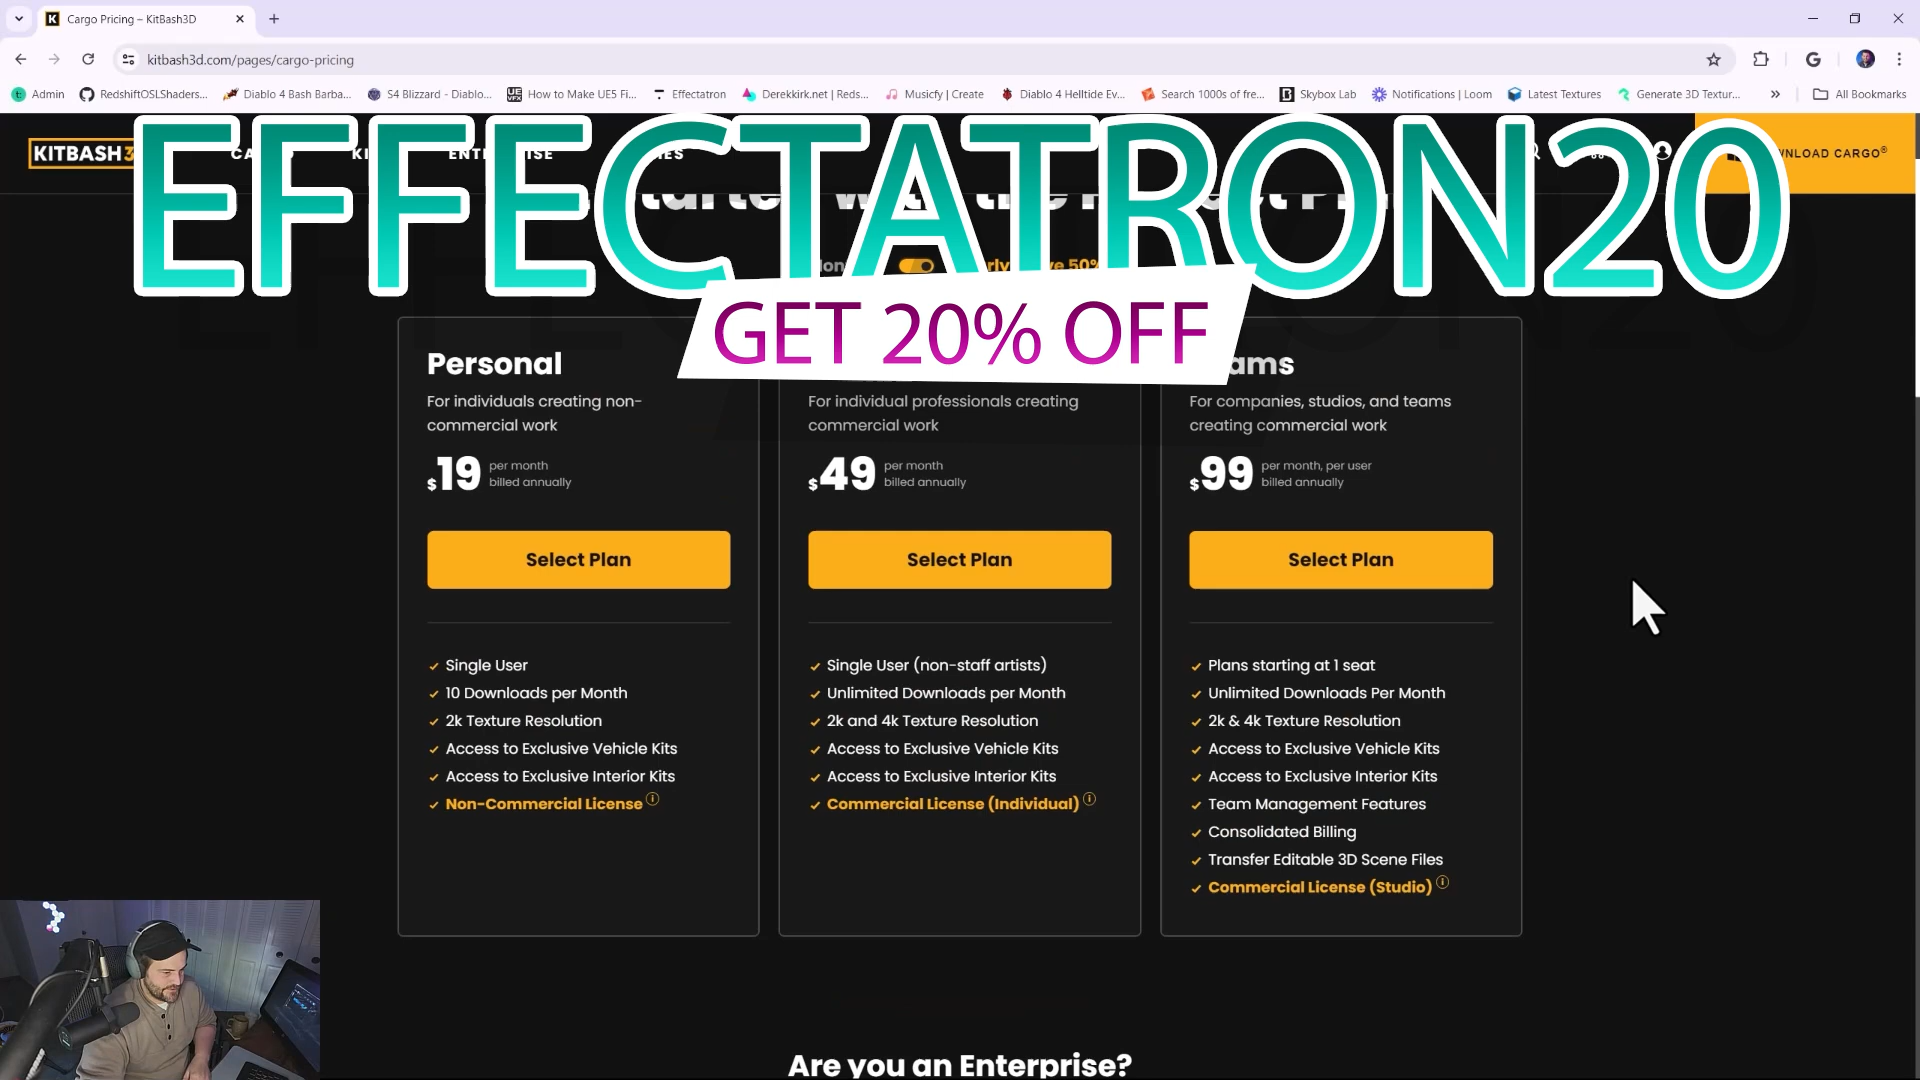 Cargo Pricing – KitBash3D
kitbash3d.com/pages/cargo-pricing
Admin
RedshiftOSLShaders...
Diablo 4 Bash Barba...
S4 Blizzard - Diablo...
How to Make UE5 Fi...
Effectatron
Derekkirk.net | Reds...
Musicfy | Create
Diablo 4 Helltide Ev...
Search 1000s of fre...
Skybox Lab
Notifications | Loom
Latest Textures
Generate 3D Textur...
All Bookmarks
KITBASH3
EFFECTATRON20
GET 20% OFF
Personal
For individuals creating non-
commercial work
$19 per month
billed annually
Select Plan
Single User
10 Downloads per Month
2k Texture Resolution
Access to Exclusive Vehicle Kits
Access to Exclusive Interior Kits
Non-Commercial License
For individual professionals creating
commercial work
$49 per month
billed annually
Select Plan
Single User (non-staff artists)
Unlimited Downloads per Month
2k and 4k Texture Resolution
Access to Exclusive Vehicle Kits
Access to Exclusive Interior Kits
Commercial License (Individual)
For companies, studios, and teams
creating commercial work
$99 per month, per user
billed annually
Select Plan
Plans starting at 1 seat
Unlimited Downloads Per Month
2k & 4k Texture Resolution
Access to Exclusive Vehicle Kits
Access to Exclusive Interior Kits
Team Management Features
Consolidated Billing
Transfer Editable 3D Scene Files
Commercial License (Studio)
Are you an Enterprise?